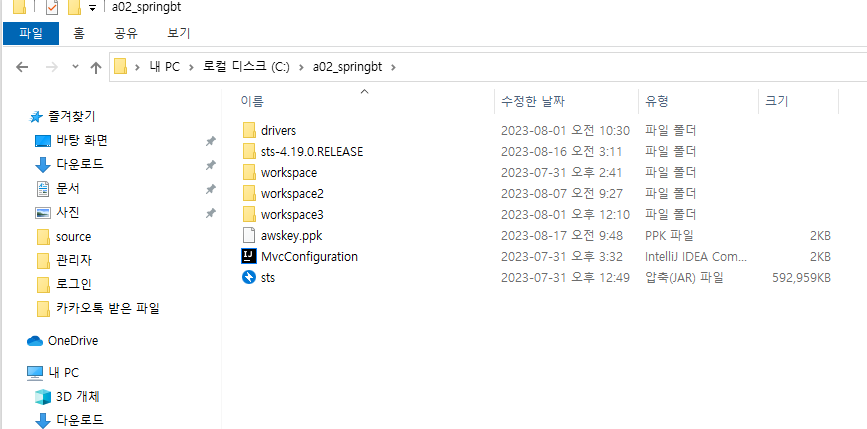 a02_springbt
파일 홈 공유 보기
내 PC 로컬 디스크 (C:) a02_springbt
이름 수정한 날짜 유형 크기
즐겨찾기
바탕 화면
다운로드
문서
사진
source
관리자
로그인
카카오톡 받은 파일
OneDrive
내 PC
3D 개체
다운로드
drivers 2023-08-01 오전 10:30 파일 폴더
sts-4.19.0.RELEASE 2023-08-16 오전 3:11 파일 폴더
workspace 2023-07-31 오후 2:41 파일 폴더
workspace2 2023-08-07 오전 9:27 파일 폴더
workspace3 2023-08-01 오후 12:10 파일 폴더
awskey.ppk 2023-08-17 오전 9:48 PPK 파일 2KB
MvcConfiguration 2023-07-31 오후 3:32 IntelliJ IDEA Com... 2KB
sts 2023-07-31 오후 12:49 압축(JAR) 파일 592,959KB